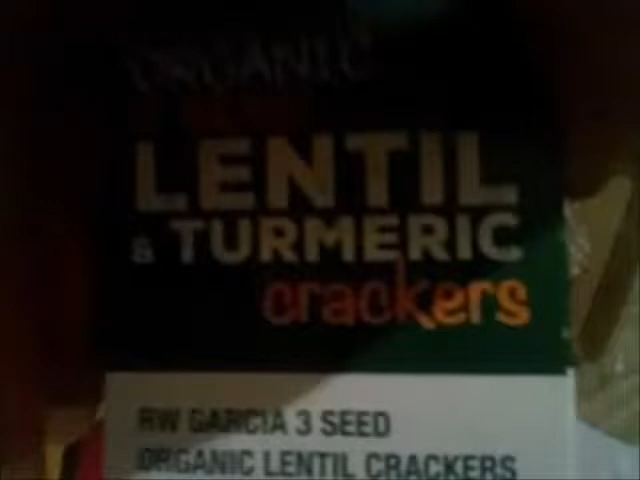 ORGANIC
LENTIL
& TURMERIC
crackers
RW GARCIA 3 SEED
ORGANIC LENTIL CRACKERS